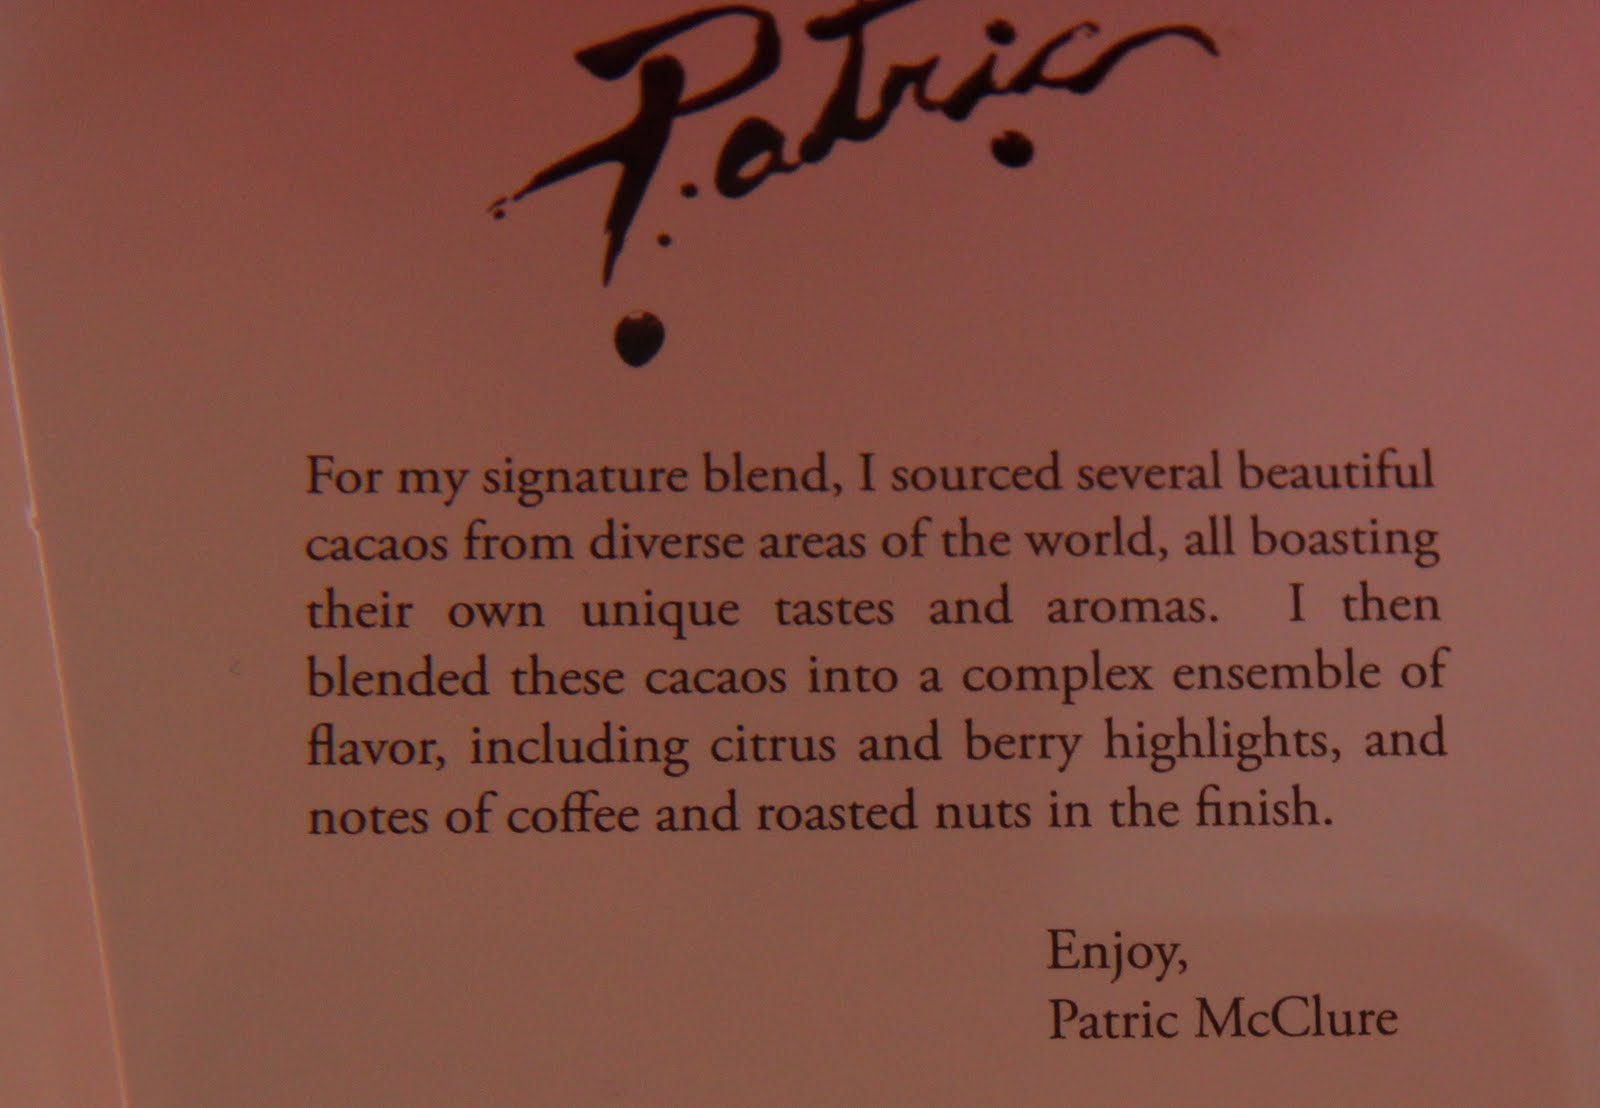 Patric
For my signature blend, I sourced several beautiful
cacaos from diverse areas of the world, all boasting
their own unique tastes and aromas. I then
blended these cacaos into a complex ensemble of
flavor, including citrus and berry highlights, and
notes of coffee and roasted nuts in the finish.
Enjoy,
Patric McClure